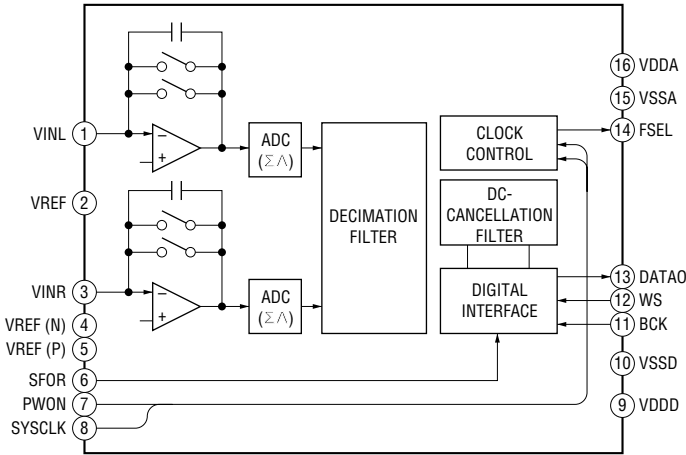 VINL 1
VREF 2
VINR 3
VREF (N) 4
VREF (P) 5
SFOR 6
PWON 7
SYSCLK 8
−
+
ADC
(ΣΛ)
−
+
ADC
(ΣΛ)
DECIMATION
FILTER
CLOCK
CONTROL
DC-
CANCELLATION
FILTER
DIGITAL
INTERFACE
16 VDDA
15 VSSA
14 FSEL
13 DATAO
12 WS
11 BCK
10 VSSD
9 VDDD